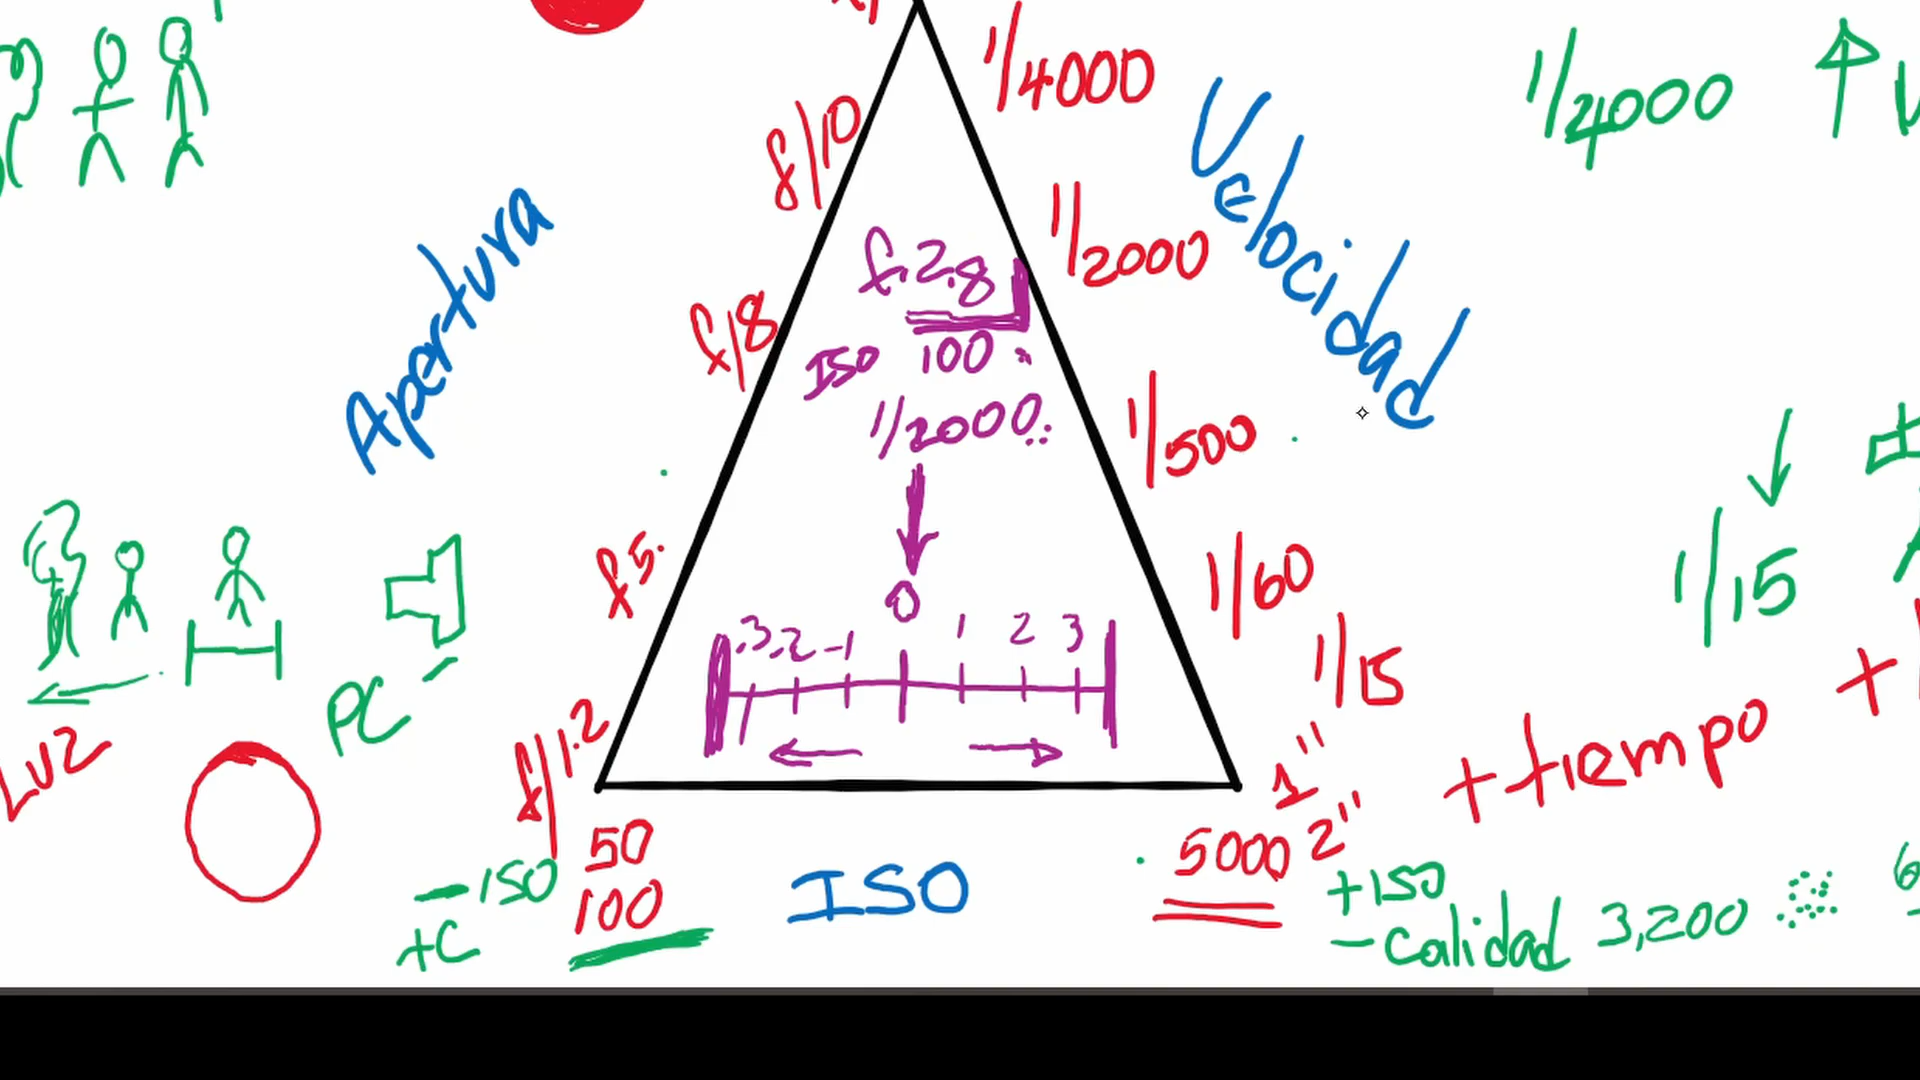 1/4000
1/4000
f/10
Velocidad
1/2000
Apertura
f.2.8
f/8
ISO 100
1/2000
1/500
f5.
1/60
1/15
0
-3 -2 -1 1 2 3
1/15
PC
LUZ
f/1.2
+tiempo
1"
2"
50
5000
-ISO
100
ISO
+ISO
+C
-Calidad 3,200